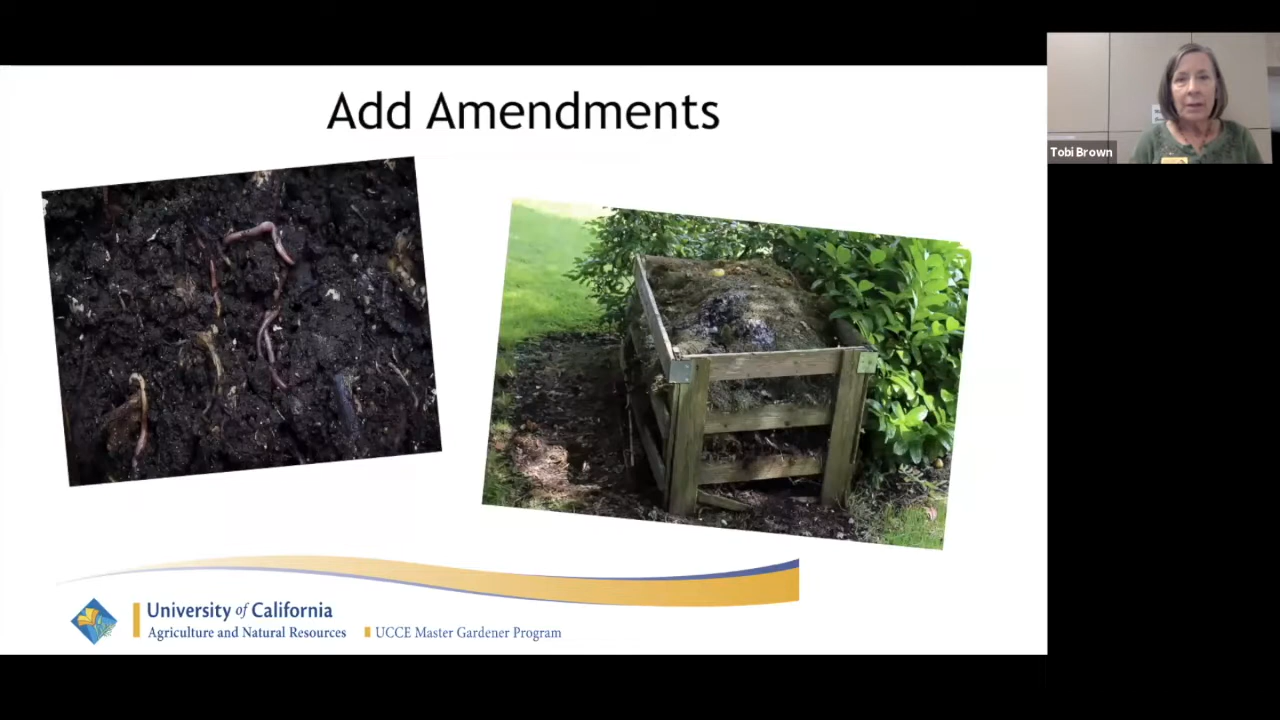 Add Amendments
Tobi Brown
University of California
Agriculture and Natural Resources
UCCE Master Gardener Program